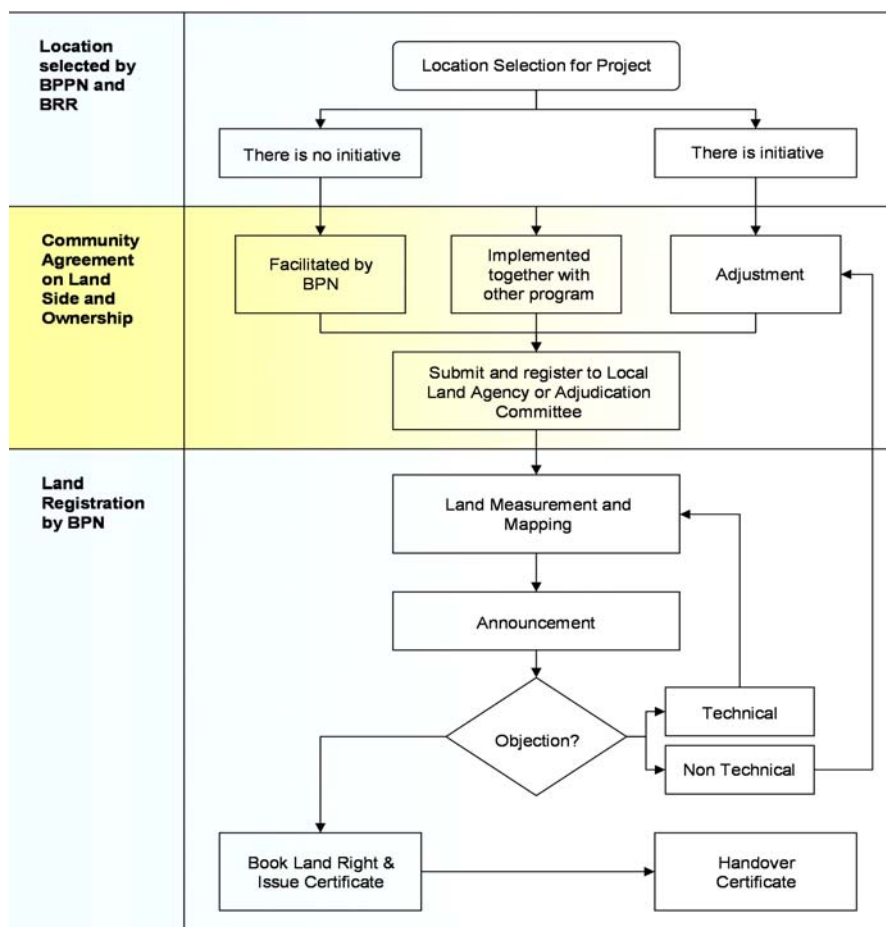 Location
selected by
BPPN and
BRR
Location Selection for Project
There is no initiative
There is initiative
Community
Agreement
on Land
Side and
Ownership
Facilitated by
BPN
Implemented
together with
other program
Adjustment
Submit and register to Local
Land Agency or Adjudication
Committee
Land
Registration
by BPN
Land Measurement and
Mapping
Announcement
Objection?
Technical
Non Technical
Book Land Right &
Issue Certificate
Handover
Certificate